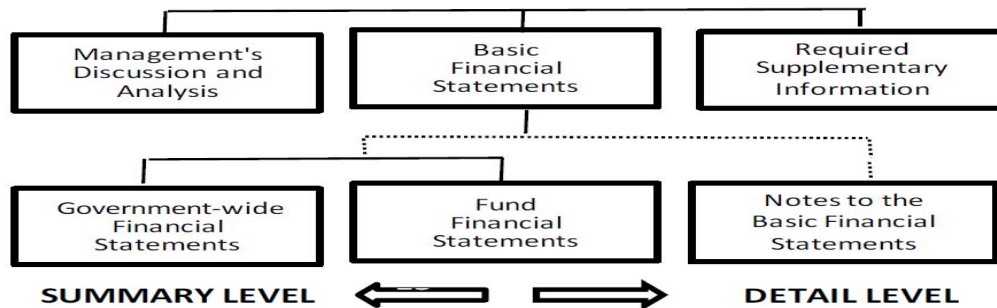 Management's
Discussion and
Analysis
Basic
Financial
Statements
Required
Supplementary
Information
Government-wide
Financial
Statements
Fund
Financial
Statements
Notes to the
Basic Financial
Statements
SUMMARY LEVEL
DETAIL LEVEL